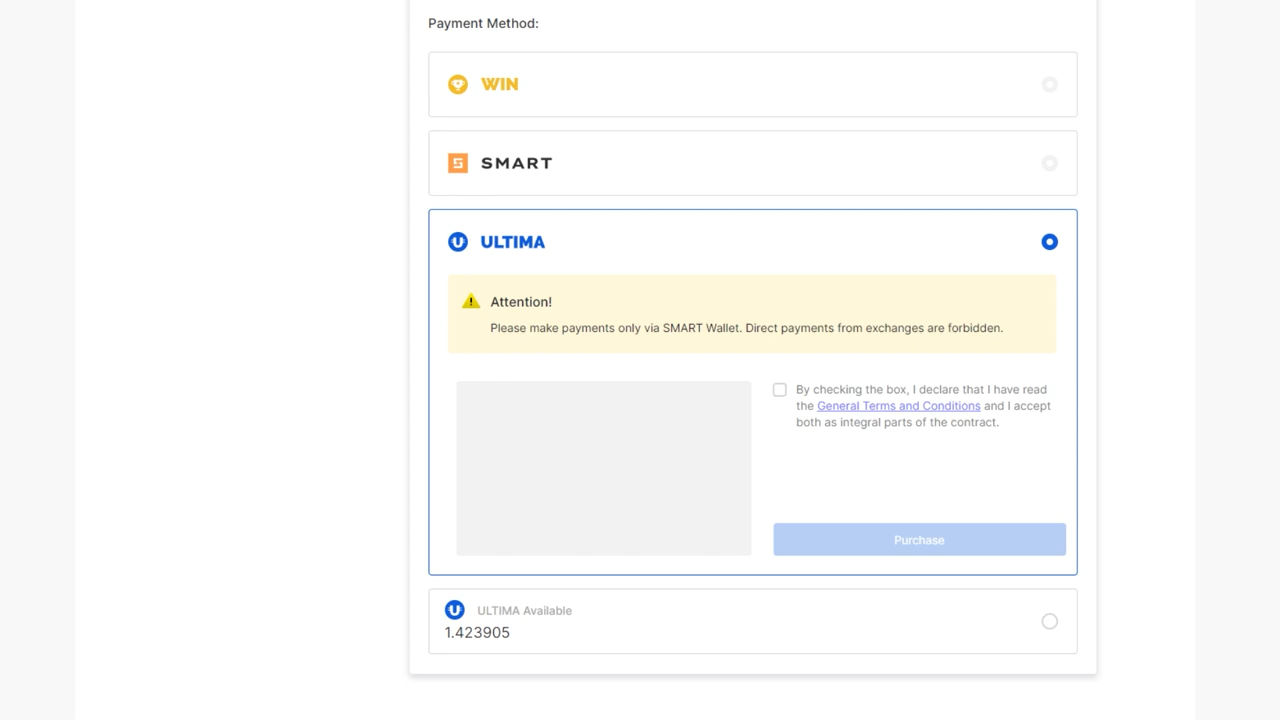 Payment Method:
WIN
SMART
ULTIMA
Attention!
Please make payments only via SMART Wallet. Direct payments from exchanges are forbidden.
By checking the box, I declare that I have read
the General Terms and Conditions and I accept
both as integral parts of the contract.
Purchase
ULTIMA Available
1.423905